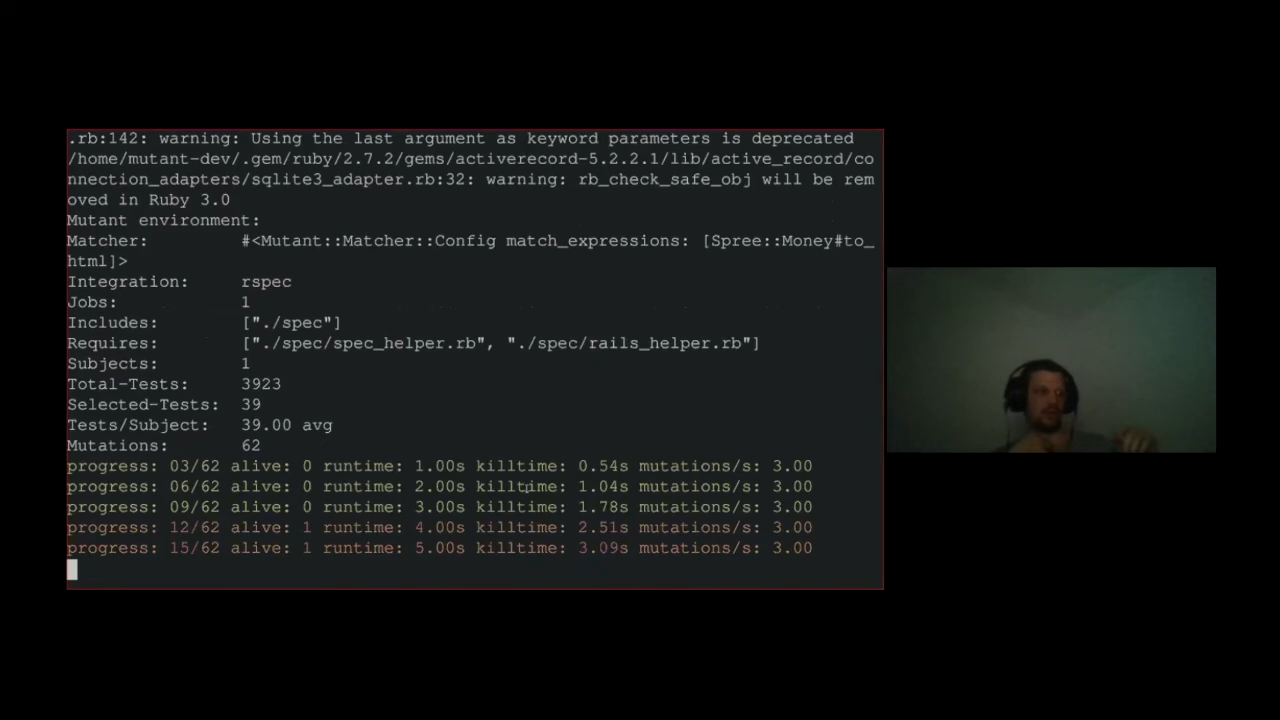 .rb:142: warning: Using the last argument as keyword parameters is deprecated
/home/mutant-dev/.gem/ruby/2.7.2/gems/activerecord-5.2.2.1/lib/active_record/co
nnection_adapters/sqlite3_adapter.rb:32: warning: rb_check_safe_obj will be rem
oved in Ruby 3.0
Mutant environment:
Matcher: #<Mutant::Matcher::Config match_expressions: [Spree::Money#to_
html]>
Integration: rspec
Jobs: 1
Includes: ["./spec"]
Requires: ["./spec/spec_helper.rb", "./spec/rails_helper.rb"]
Subjects: 1
Total-Tests: 3923
Selected-Tests: 39
Tests/Subject: 39.00 avg
Mutations: 62
progress: 03/62 alive: 0 runtime: 1.00s killtime: 0.54s mutations/s: 3.00
progress: 06/62 alive: 0 runtime: 2.00s killtime: 1.04s mutations/s: 3.00
progress: 09/62 alive: 0 runtime: 3.00s killtime: 1.78s mutations/s: 3.00
progress: 12/62 alive: 1 runtime: 4.00s killtime: 2.51s mutations/s: 3.00
progress: 15/62 alive: 1 runtime: 5.00s killtime: 3.09s mutations/s: 3.00